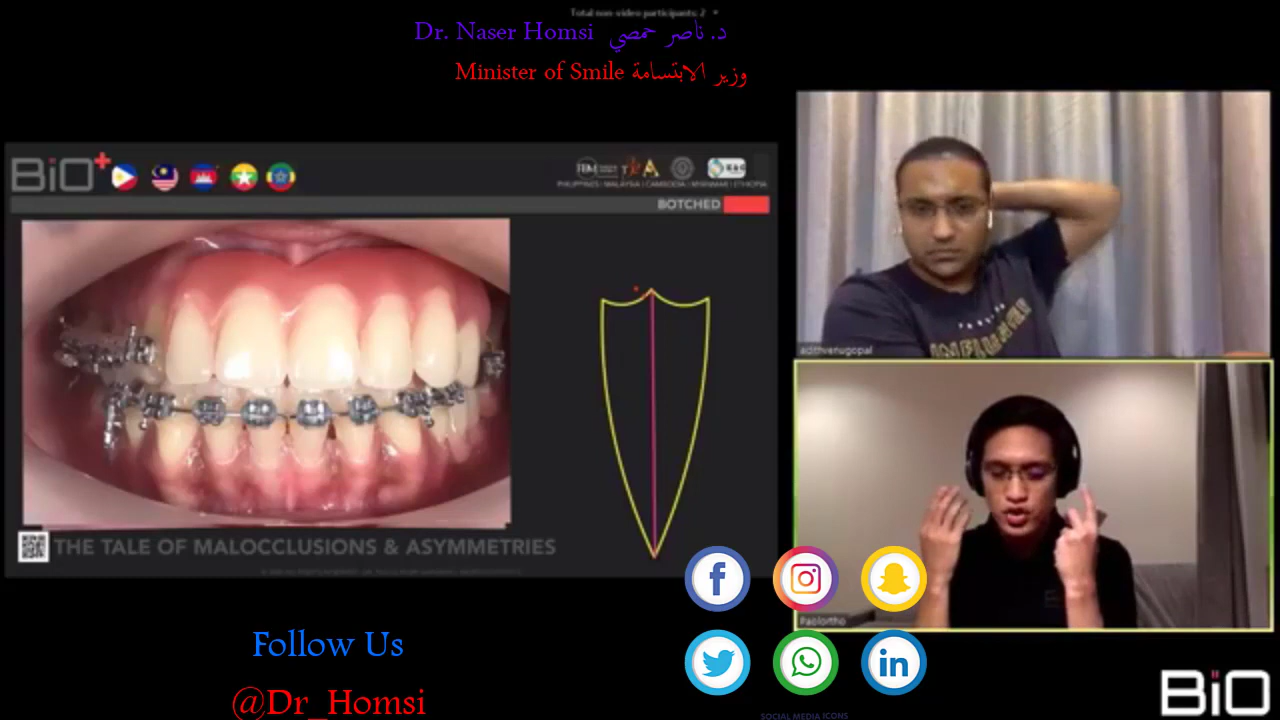 Total non-video participants: 2
Dr. Naser Homsi د. ناصر حمصي
Minister of Smile وزير الابتسامة
BiO+
PHILIPPINES | MALAYSIA | CAMBODIA | MYANMAR | ETHIOPIA
BOTCHED
adithvenugopal
THE TALE OF MALOCCLUSIONS & ASYMMETRIES
Paolortho
Follow Us
@Dr_Homsi
SOCIAL MEDIA ICONS
BiO